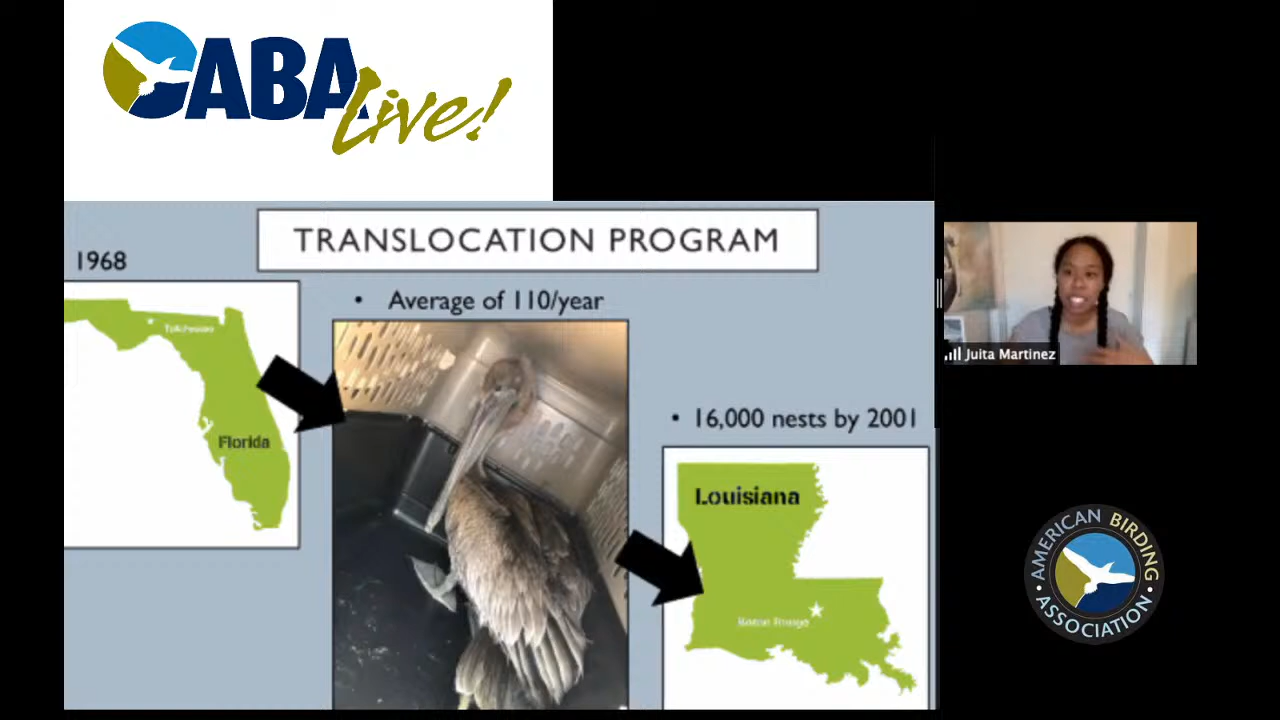 ABA
Live!
TRANSLOCATION PROGRAM
1968
• Average of 110/year
Florida
• 16,000 nests by 2001
Louisiana
Baton Rouge
Juita Martinez
AMERICAN BIRDING
• ASSOCIATION •